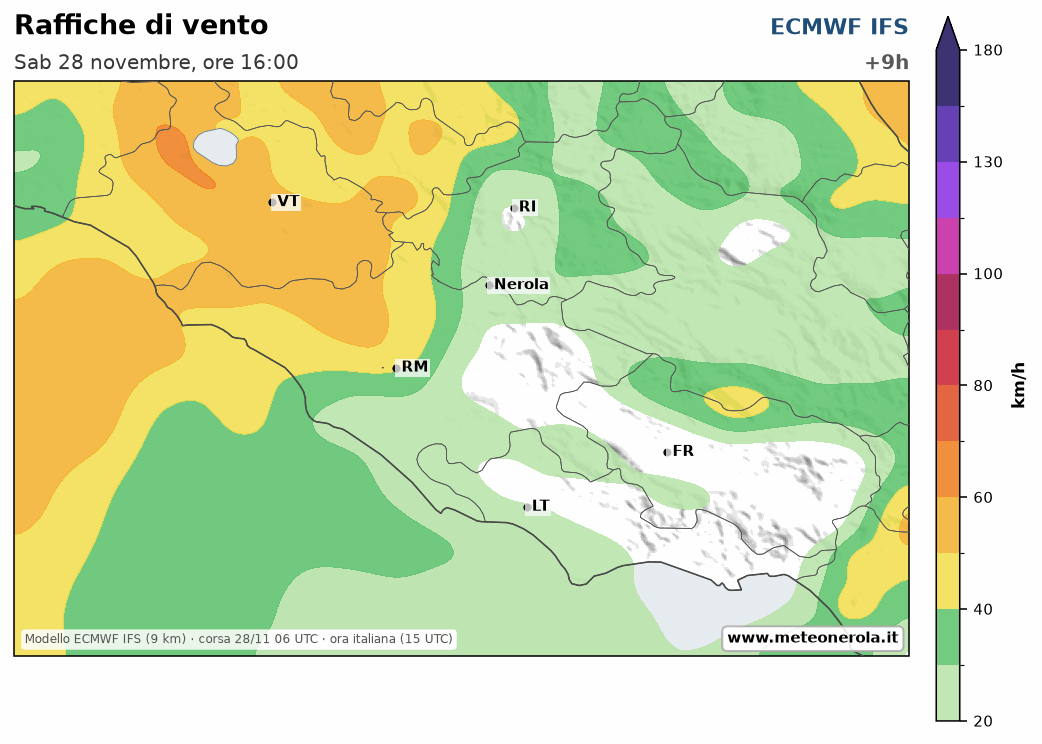 Raffiche di vento
ECMWF IFS
Sab 28 novembre, ore 16:00
+9h
180
130
100
80
60
40
20
km/h
VT
RI
Nerola
RM
FR
LT
Modello ECMWF IFS (9 km) · corsa 28/11 06 UTC · ora italiana (15 UTC)
www.meteonerola.it